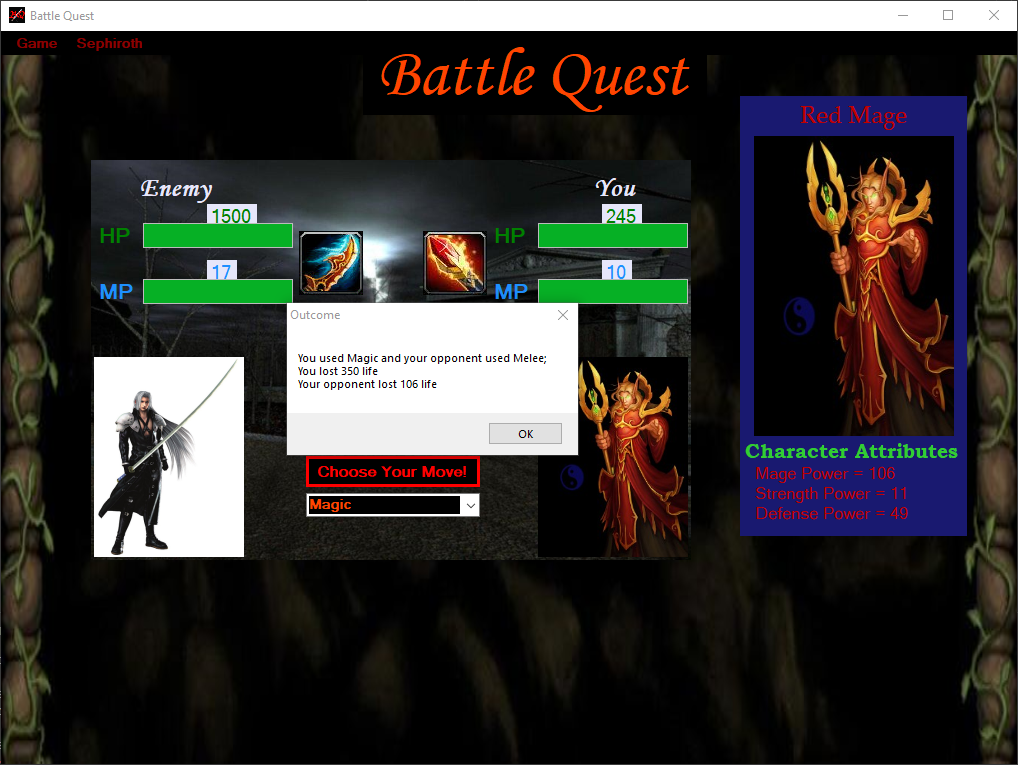 Battle Quest
Game Sephiroth
Battle Quest
Red Mage
Enemy
You
1500
245
HP
HP
17
10
MP
MP
Outcome
You used Magic and your opponent used Melee;
You lost 350 life
Your opponent lost 106 life
OK
Choose Your Move!
Magic
Character Attributes
Mage Power = 106
Strength Power = 11
Defense Power = 49